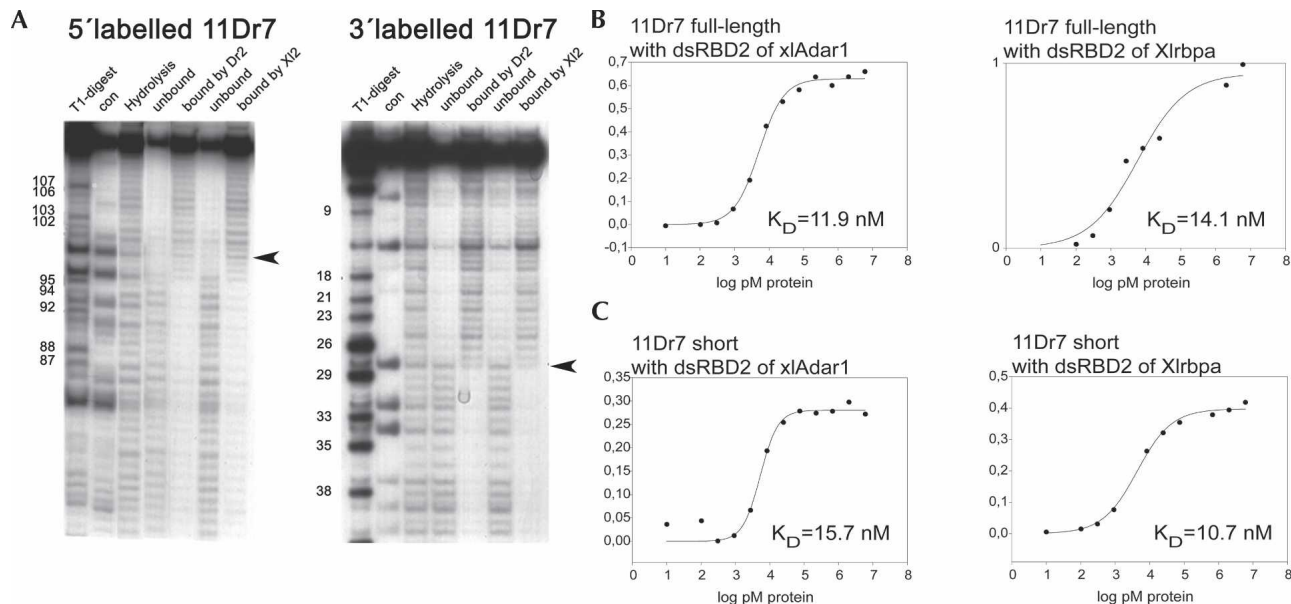 A
5´labelled 11Dr7
T1-digest
con
Hydrolysis
unbound
bound by Dr2
unbound
bound by Xl2
107
106
103
102
95
94
92
88
87
3´labelled 11Dr7
T1-digest
con
Hydrolysis
unbound
bound by Dr2
unbound
bound by Xl2
9
18
21
23
26
29
33
35
38
B
11Dr7 full-length
with dsRBD2 of xlAdar1
0,7
0,6
0,5
0,4
0,3
0,2
0,1
0,0
-0,1
0 1 2 3 4 5 6 7 8
KD=11.9 nM
log pM protein
11Dr7 full-length
with dsRBD2 of Xlrbpa
1
0
0 1 2 3 4 5 6 7 8
KD=14.1 nM
log pM protein
C
11Dr7 short
with dsRBD2 of xlAdar1
0,35
0,30
0,25
0,20
0,15
0,10
0,05
0,00
0 1 2 3 4 5 6 7 8
KD=15.7 nM
log pM protein
11Dr7 short
with dsRBD2 of Xlrbpa
0,5
0,4
0,3
0,2
0,1
0,0
0 1 2 3 4 5 6 7 8
KD=10.7 nM
log pM protein